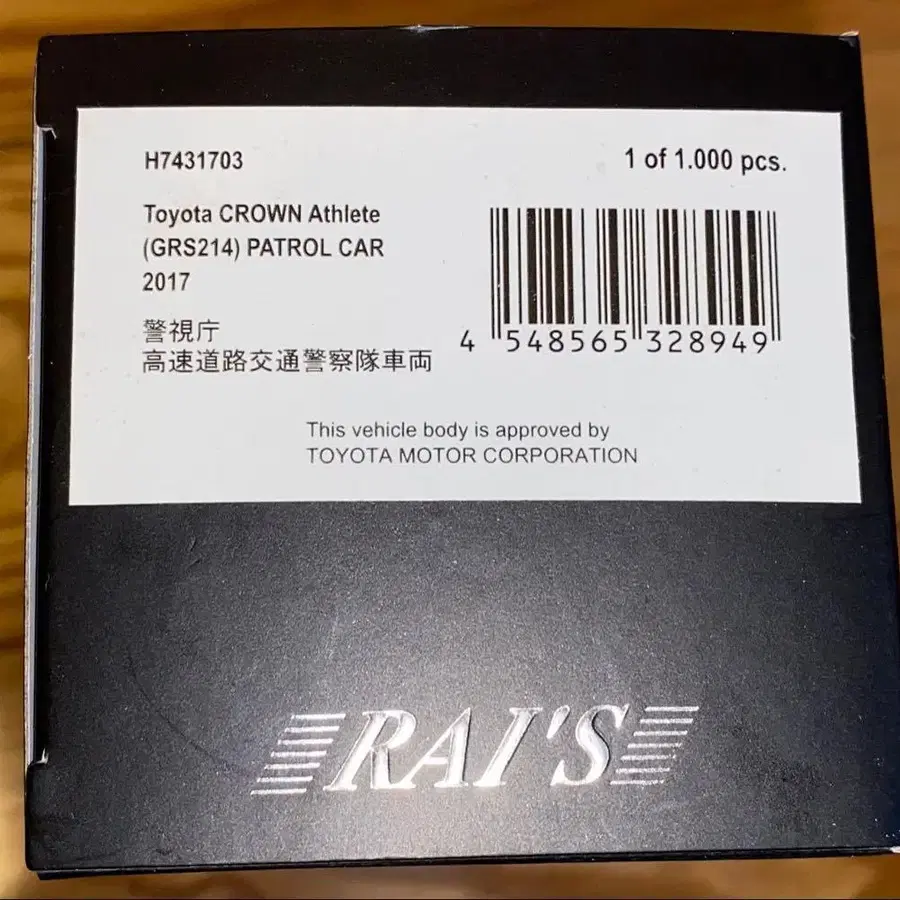 H7431703
1 of 1.000 pcs.
Toyota CROWN Athlete
(GRS214) PATROL CAR
2017
警視庁
高速道路交通警察隊車両
4 548565 328949
This vehicle body is approved by
TOYOTA MOTOR CORPORATION
RAI'S